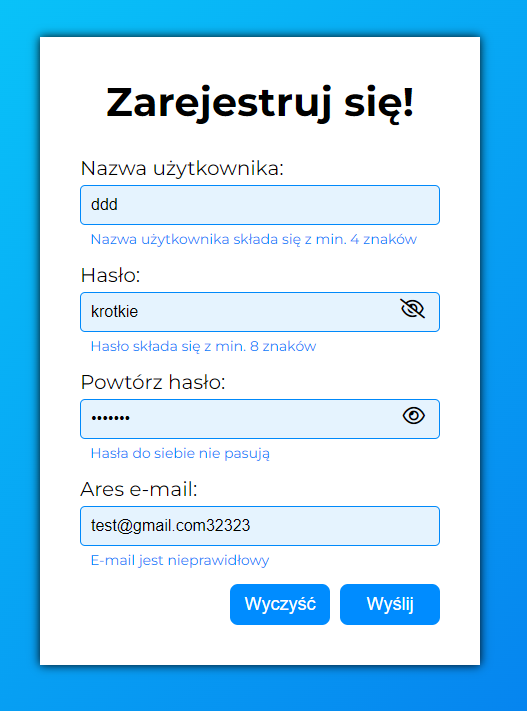 Zarejestruj się!
Nazwa użytkownika:
ddd
Nazwa użytkownika składa się z min. 4 znaków
Hasło:
krotkie
Hasło składa się z min. 8 znaków
Powtórz hasło:
•••••••
Hasła do siebie nie pasują
Ares e-mail:
test@gmail.com32323
E-mail jest nieprawidłowy
Wyczyść Wyślij